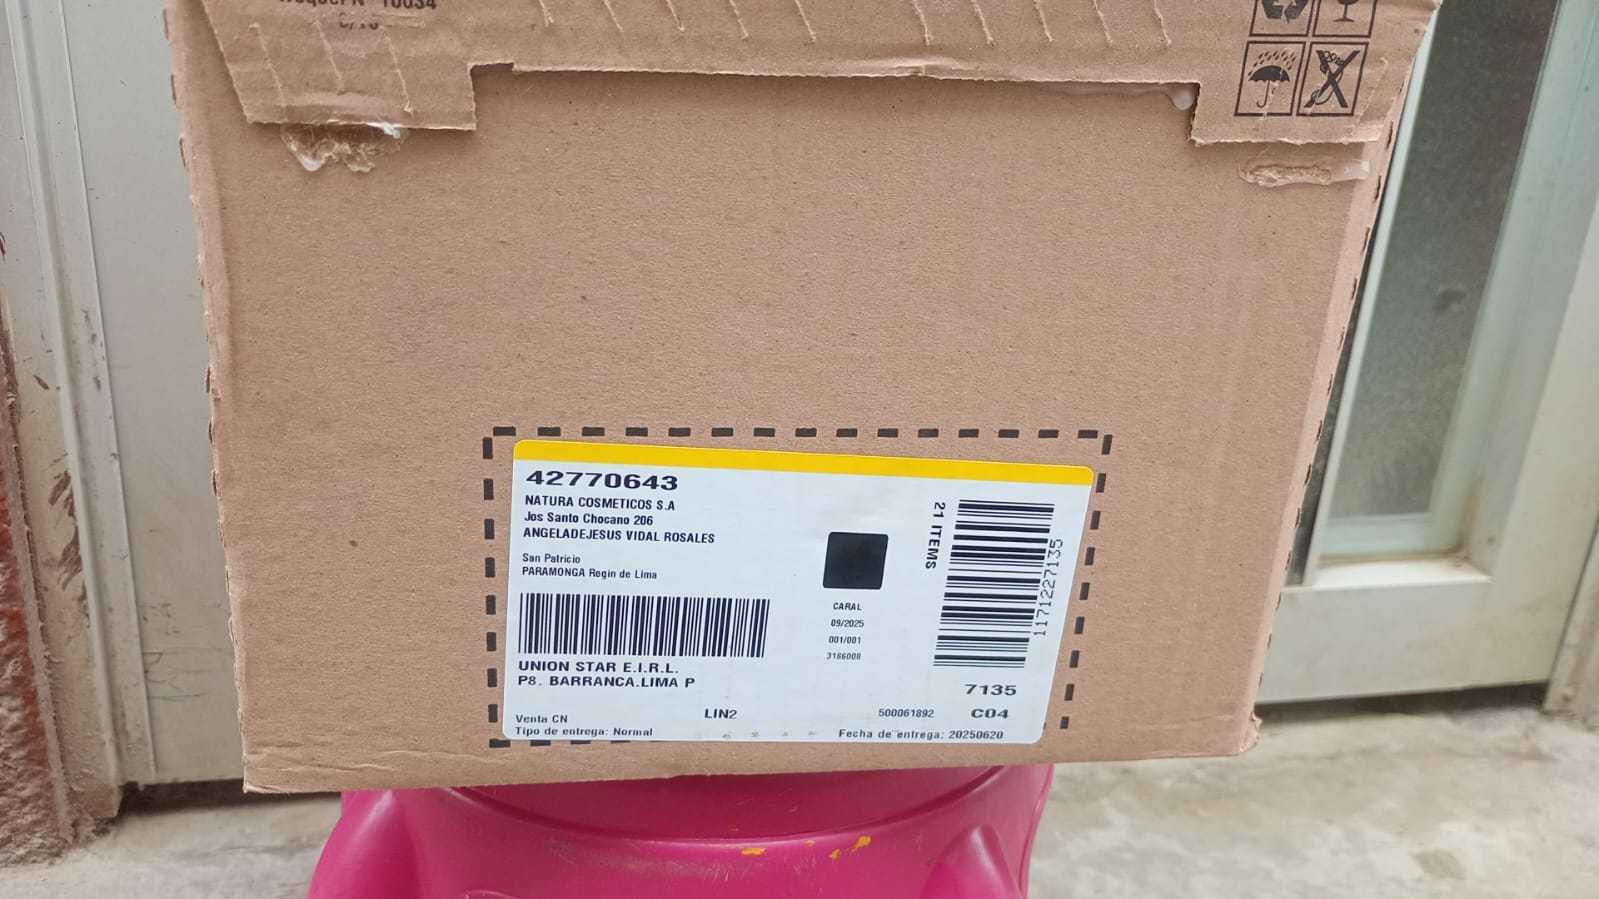 10034
42770643
NATURA COSMETICOS S.A
Jos Santo Chocano 206
ANGELADEJESUS VIDAL ROSALES
San Patricio
PARAMONGA Regin de Lima
UNION STAR E.I.R.L.
P8. BARRANCA.LIMA P
Venta CN
LIN2
Tipo de entrega: Normal
CARAL
09/2025
001/001
3186008
21 ITEMS
1171227135
7135
500061892
C04
Fecha de entrega: 20250620